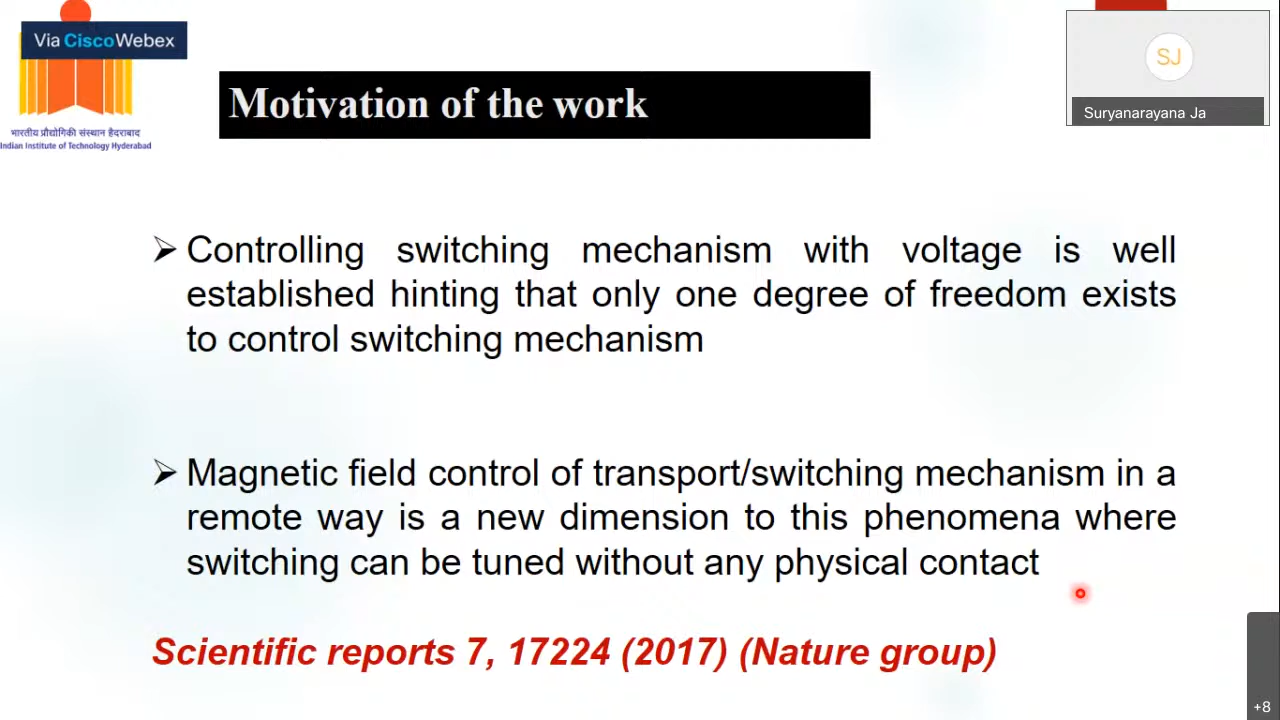 Via CiscoWebex
भारतीय प्रौद्योगिकी संस्थान हैदराबाद
Indian Institute of Technology Hyderabad
Motivation of the work
SJ
Suryanarayana Ja
➢ Controlling switching mechanism with voltage is well
established hinting that only one degree of freedom exists
to control switching mechanism
➢ Magnetic field control of transport/switching mechanism in a
remote way is a new dimension to this phenomena where
switching can be tuned without any physical contact
Scientific reports 7, 17224 (2017) (Nature group)
+8